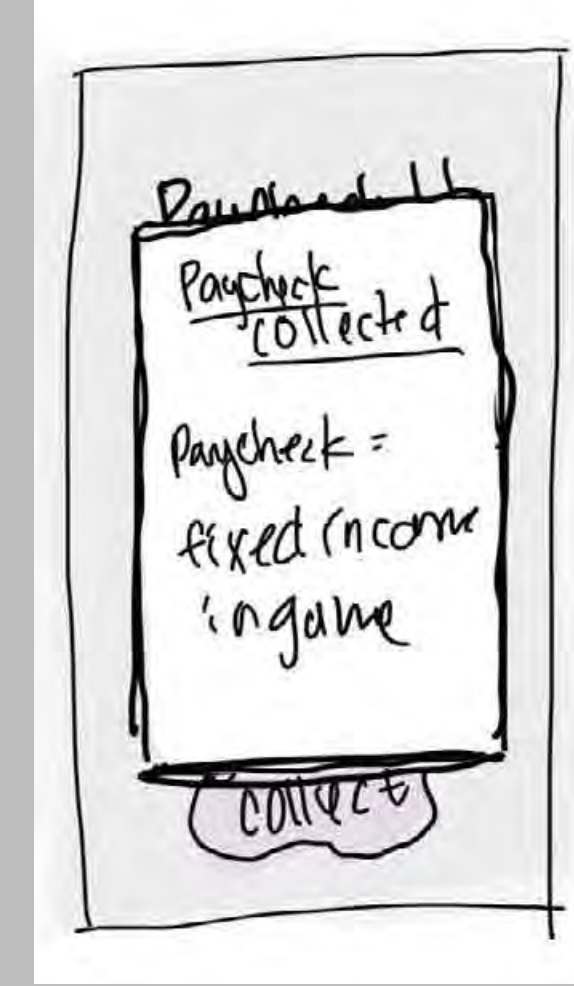 Paycheck
collected
Paycheck =
fixed income
in game
collect